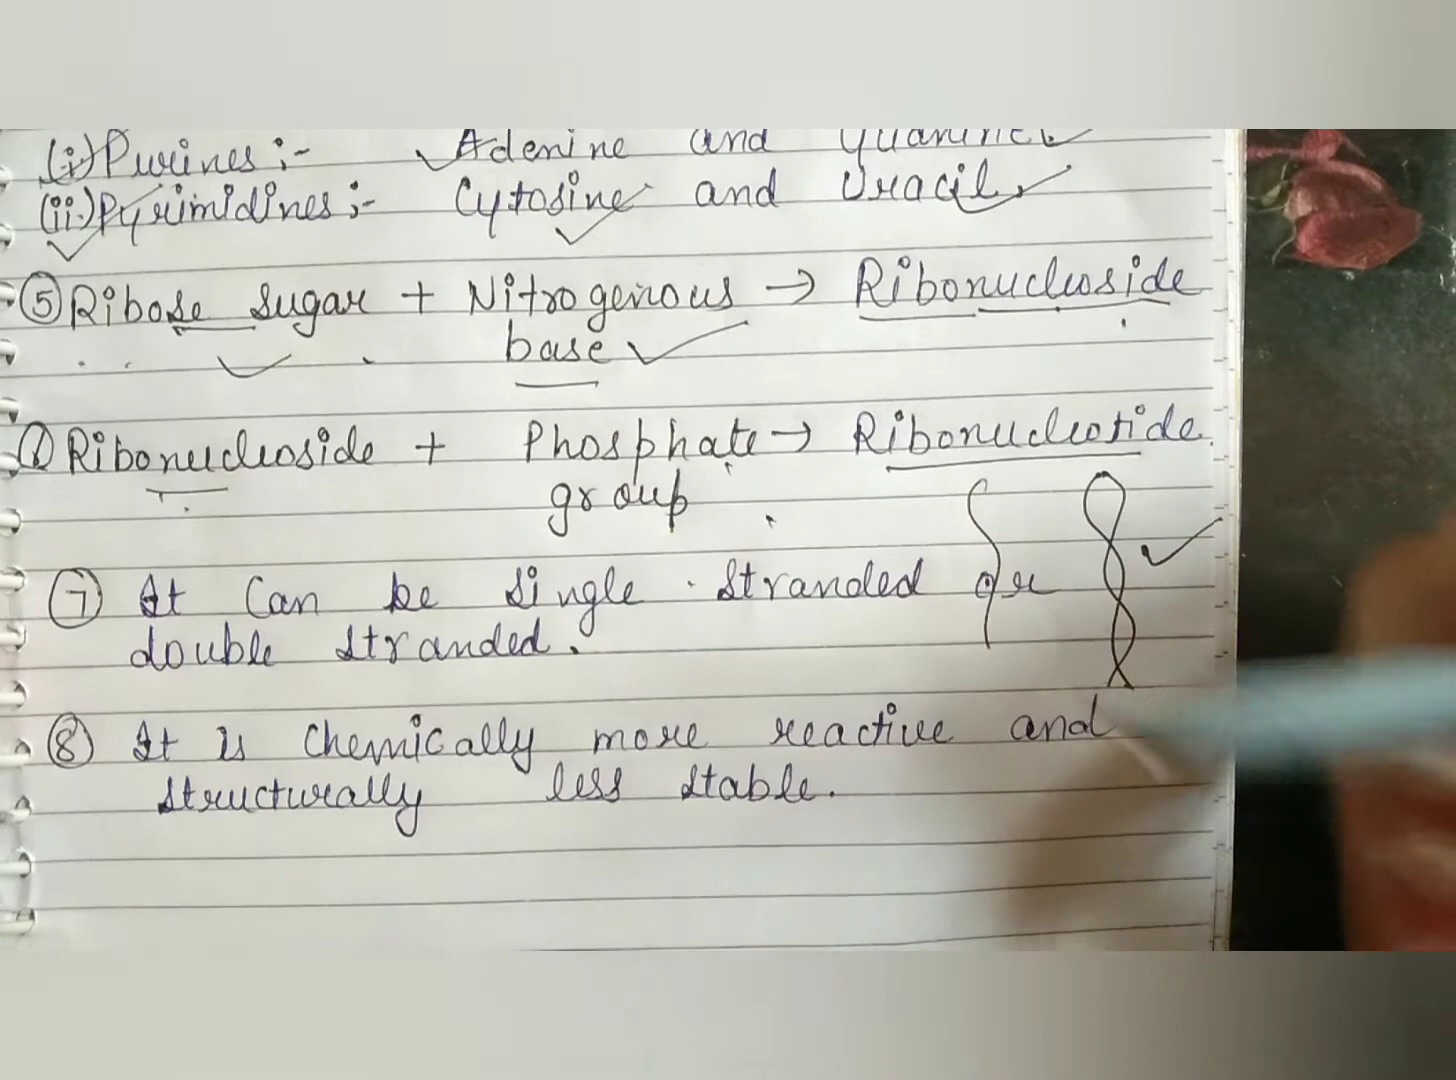 (i) Purines :- Adenine and Guanine
(ii) Pyrimidines :- Cytosine and Uracil
⑤ Ribose sugar + Nitrogenous → Ribonucleoside
base
Ribonucleoside + Phosphate → Ribonucleotide
group
⑦ It can be single stranded or
double stranded.
⑧ It is chemically more reactive and
structurally less stable.